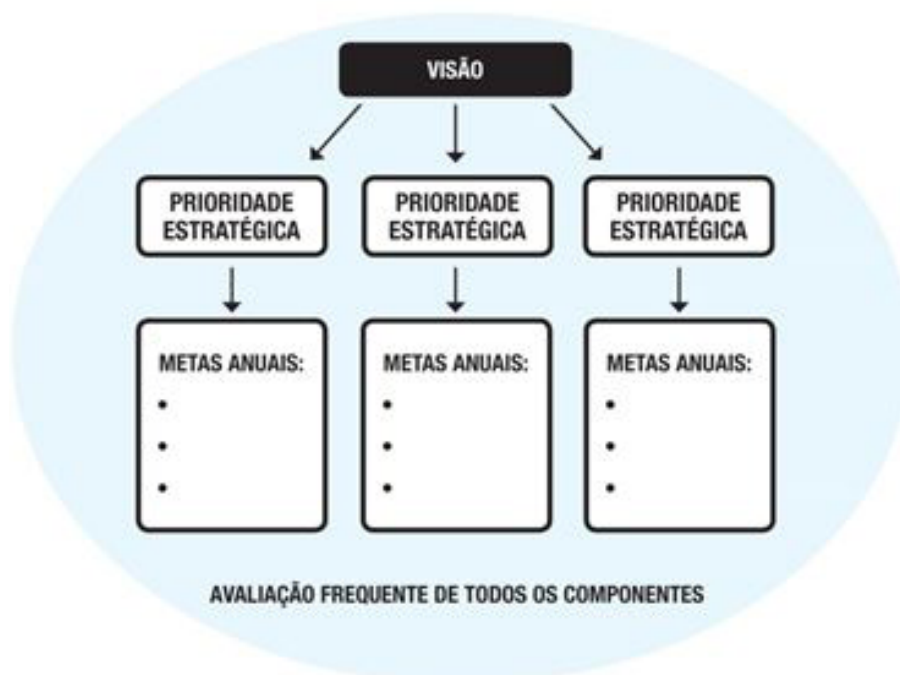 VISÃO
PRIORIDADE
ESTRATÉGICA
PRIORIDADE
ESTRATÉGICA
PRIORIDADE
ESTRATÉGICA
METAS ANUAIS:
•
•
•
METAS ANUAIS:
•
•
•
METAS ANUAIS:
•
•
•
AVALIAÇÃO FREQUENTE DE TODOS OS COMPONENTES